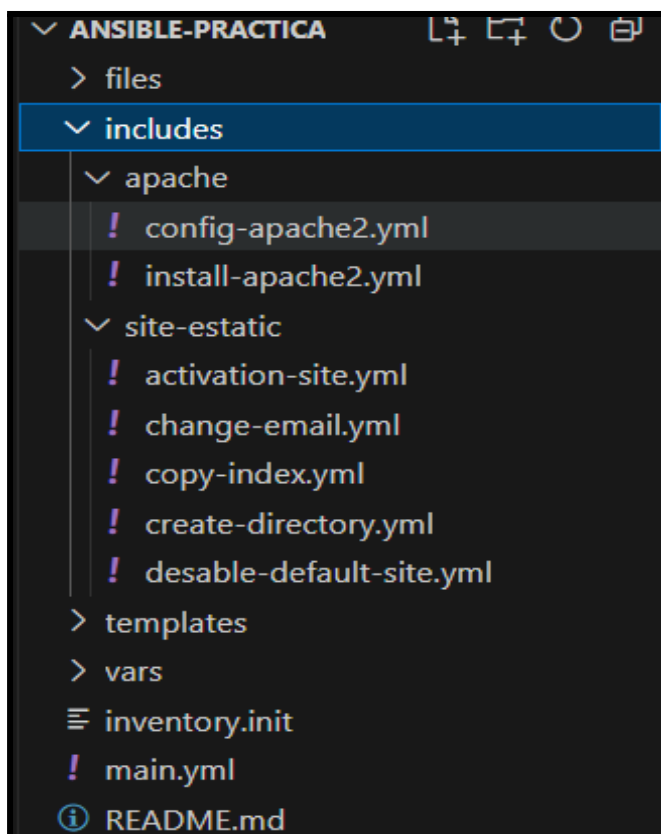 ANSIBLE-PRACTICA
files
includes
apache
config-apache2.yml
install-apache2.yml
site-estatic
activation-site.yml
change-email.yml
copy-index.yml
create-directory.yml
desable-default-site.yml
templates
vars
inventory.init
main.yml
README.md